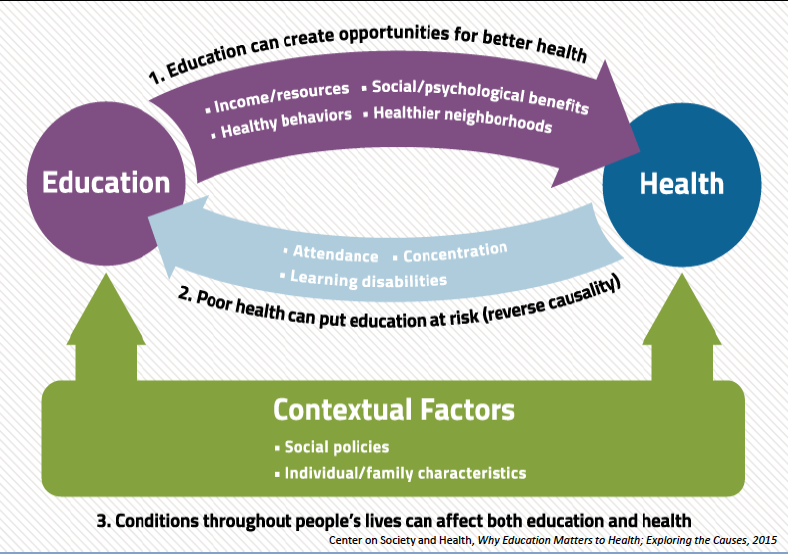 1. Education can create opportunities for better health
▪ Income/resources ▪ Social/psychological benefits
▪ Healthy behaviors ▪ Healthier neighborhoods
Education
Health
▪ Attendance ▪ Concentration
▪ Learning disabilities
2. Poor health can put education at risk (reverse causality)
Contextual Factors
▪ Social policies
▪ Individual/family characteristics
3. Conditions throughout people's lives can affect both education and health
Center on Society and Health, Why Education Matters to Health; Exploring the Causes, 2015